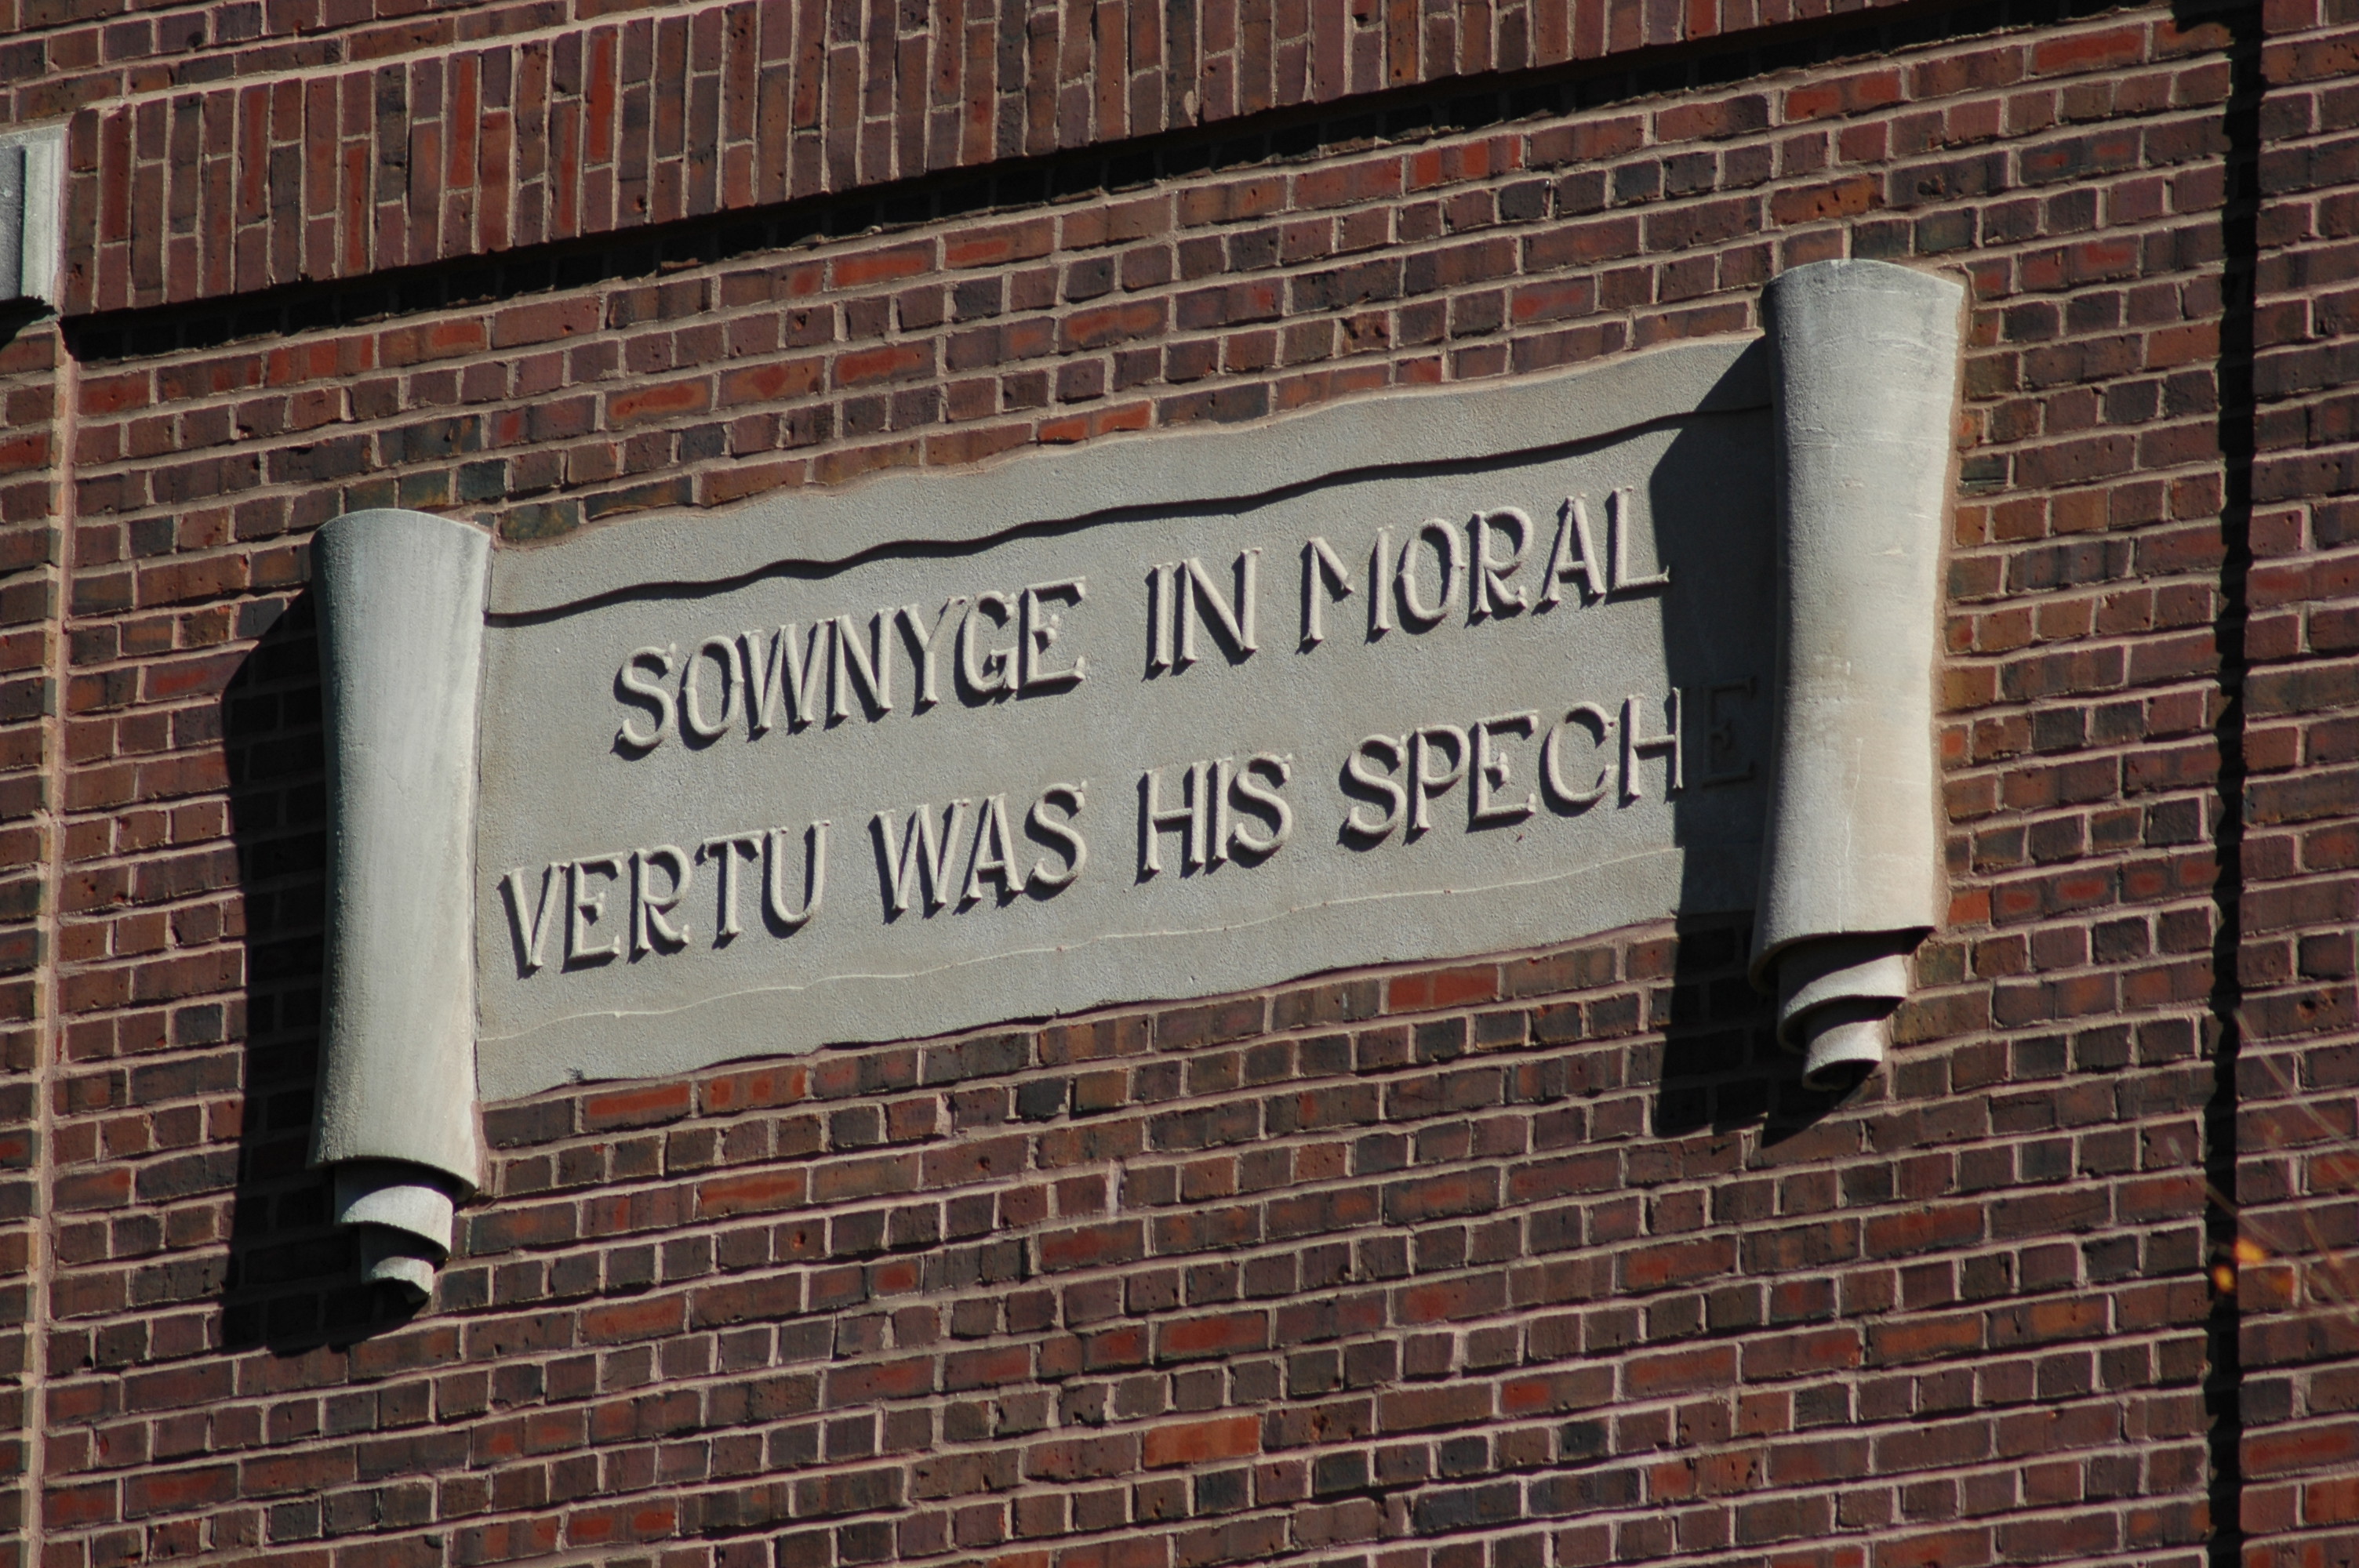 SOWNYGE IN MORAL
VERTU WAS HIS SPECHE